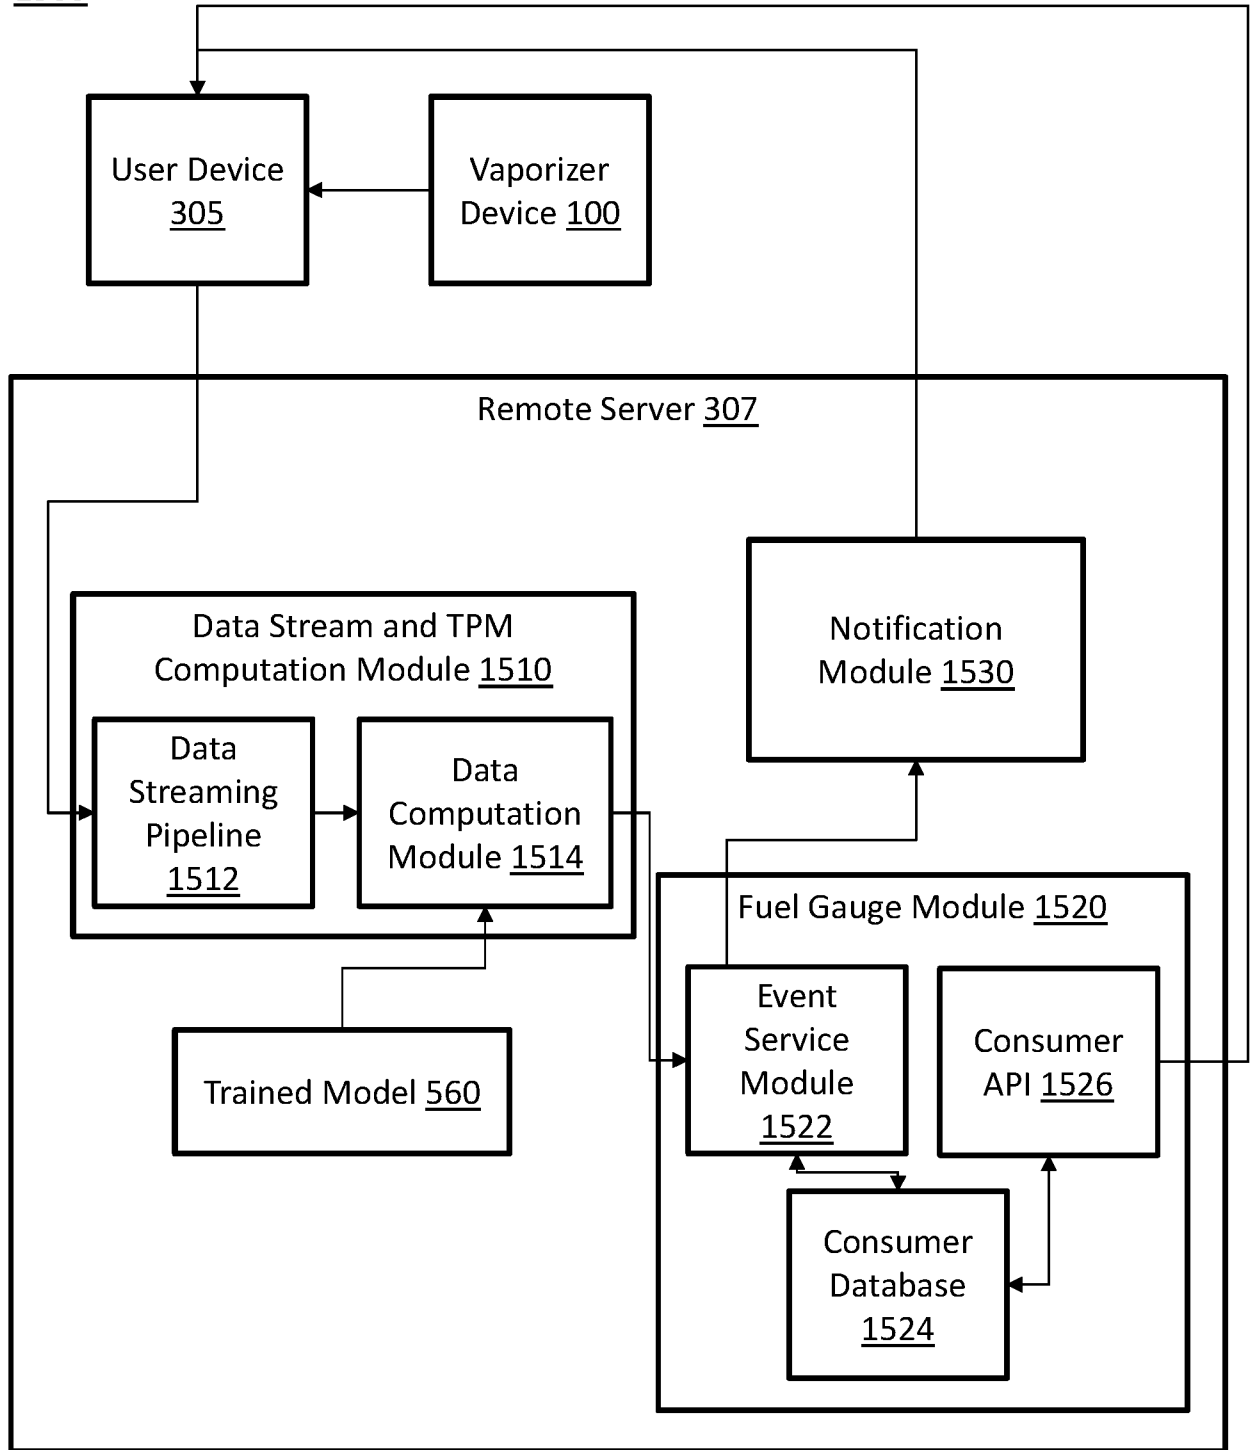 User Device
305
Vaporizer
Device 100
Remote Server 307
Data Stream and TPM
Computation Module 1510
Data
Streaming
Pipeline
1512
Data
Computation
Module 1514
Notification
Module 1530
Trained Model 560
Fuel Gauge Module 1520
Event
Service
Module
1522
Consumer
API 1526
Consumer
Database
1524